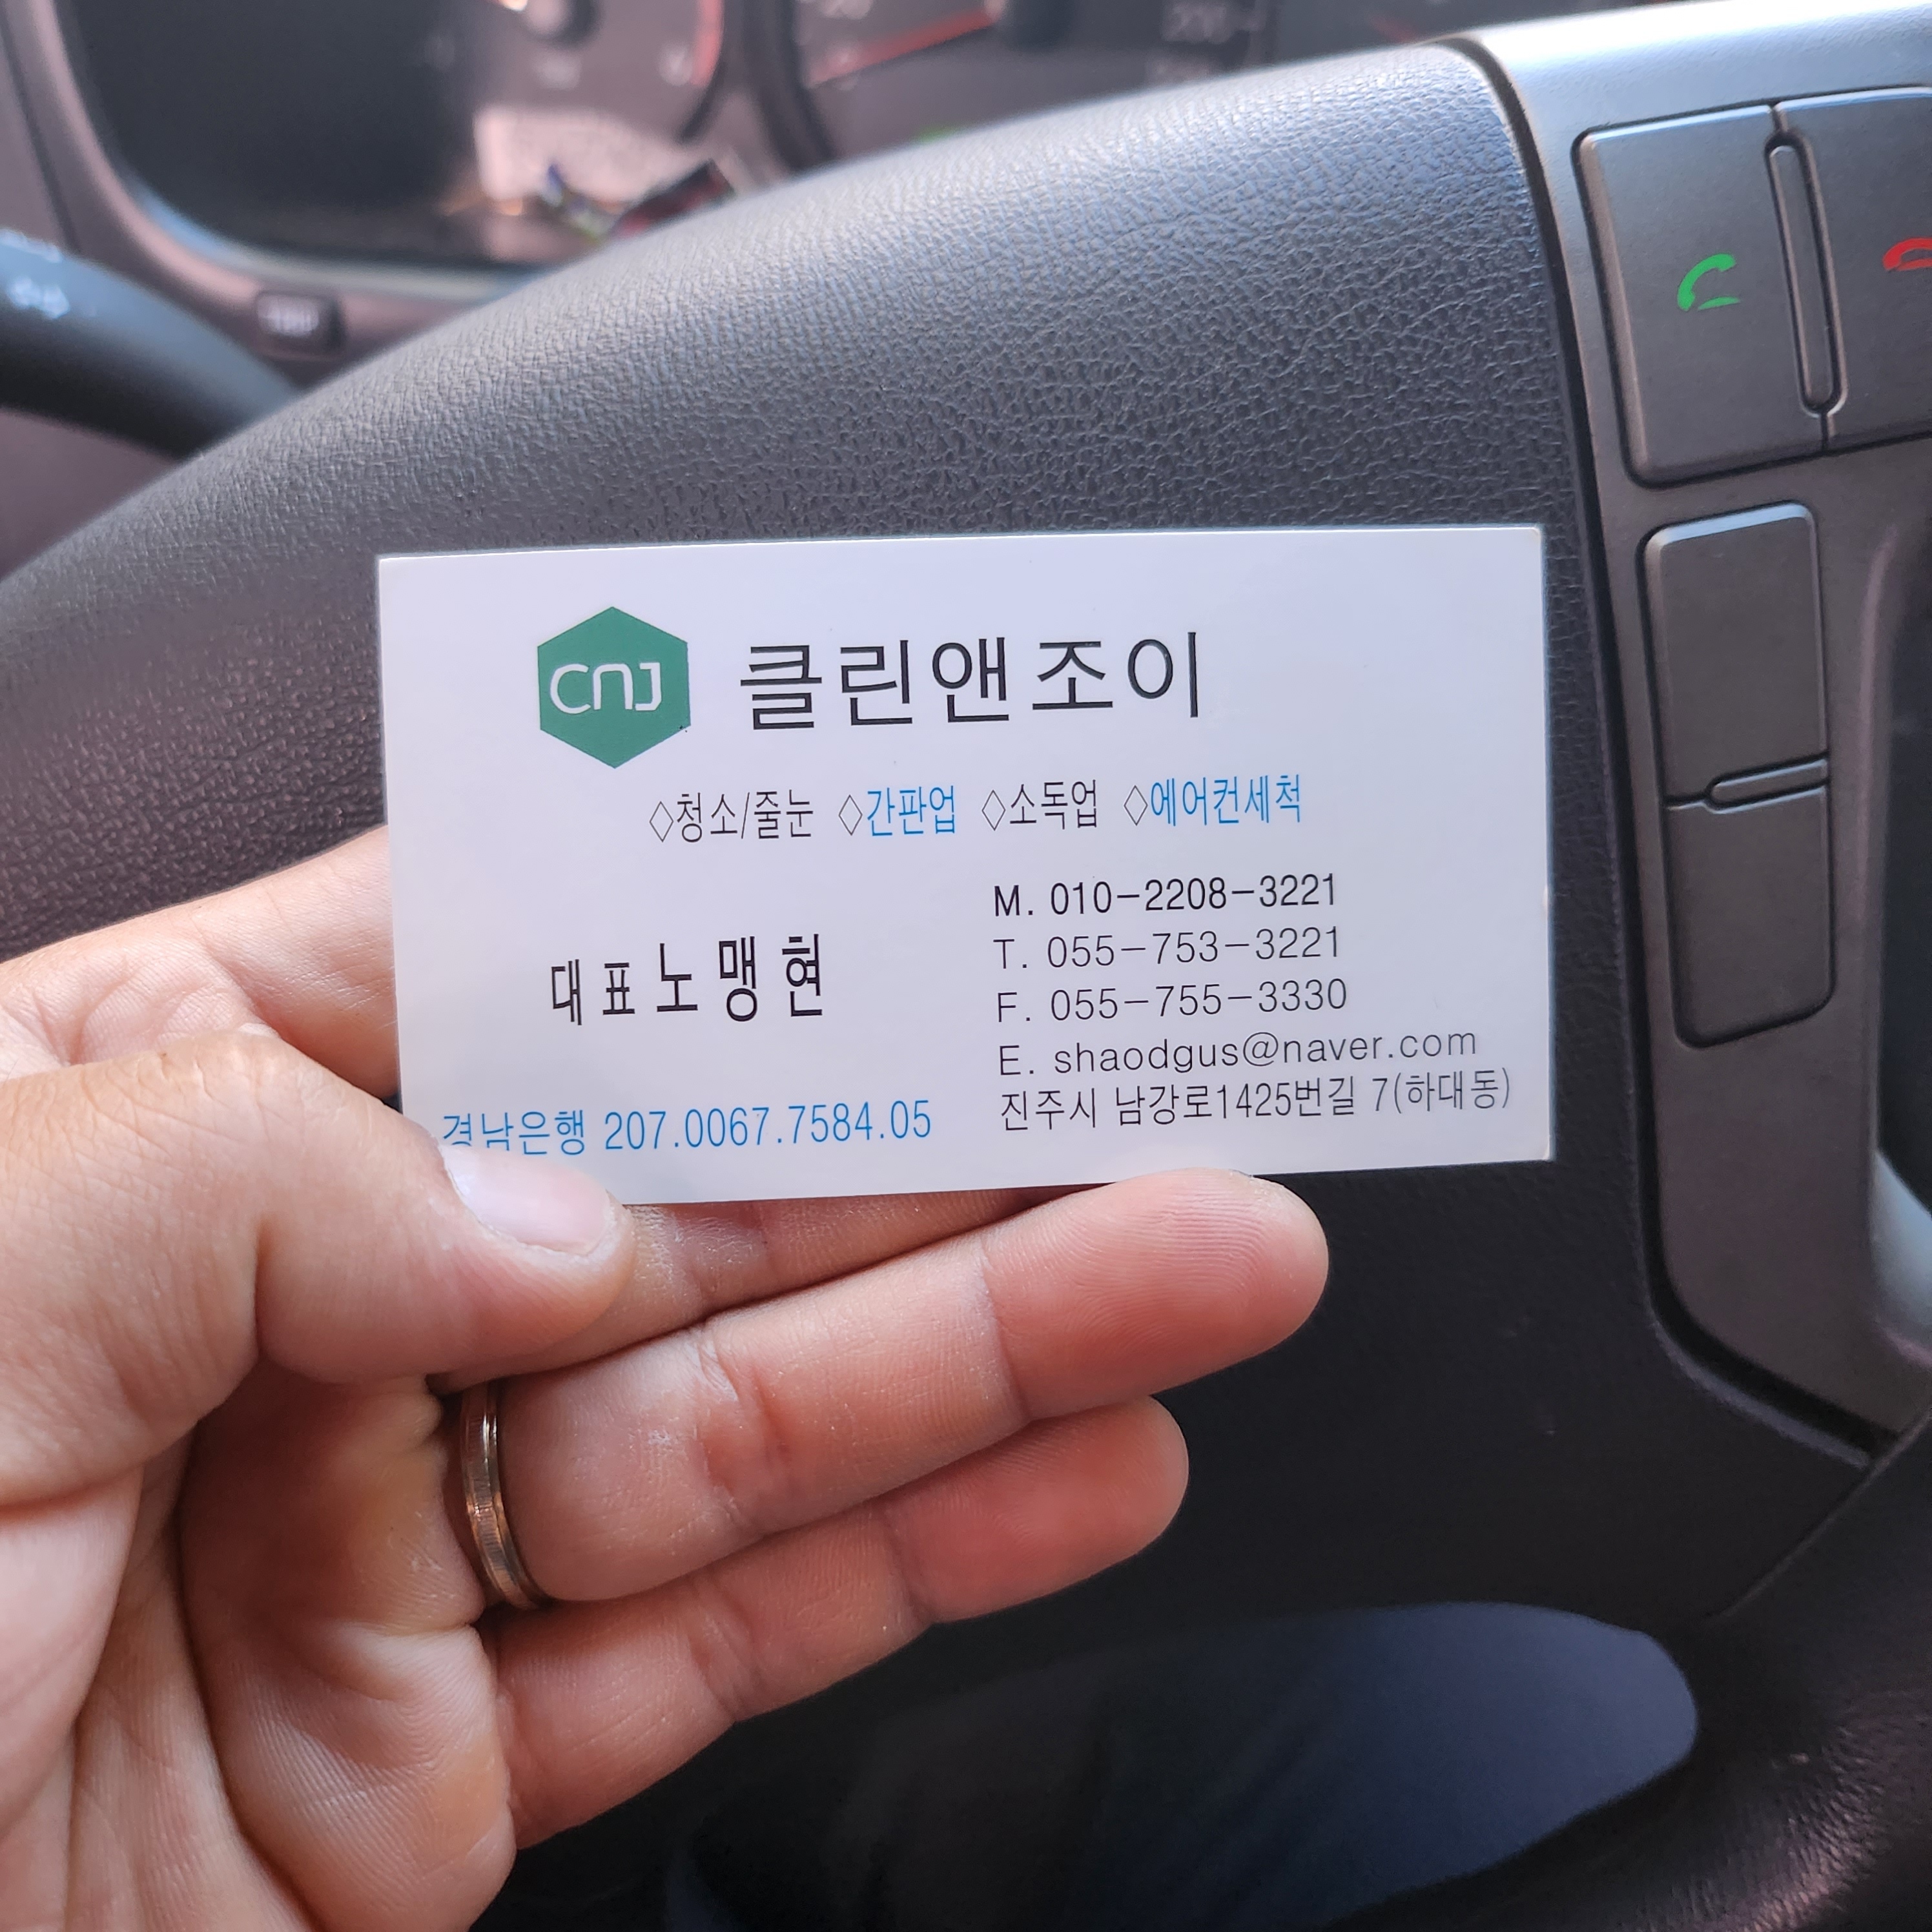 CNJ 클린앤조이
◇청소/줄눈 ◇간판업 ◇소독업 ◇에어컨세척
대표 노맹현
M. 010-2208-3221
T. 055-753-3221
F. 055-755-3330
E. shaodgus@naver.com
진주시 남강로1425번길 7(하대동)
경남은행 207.0067.7584.05